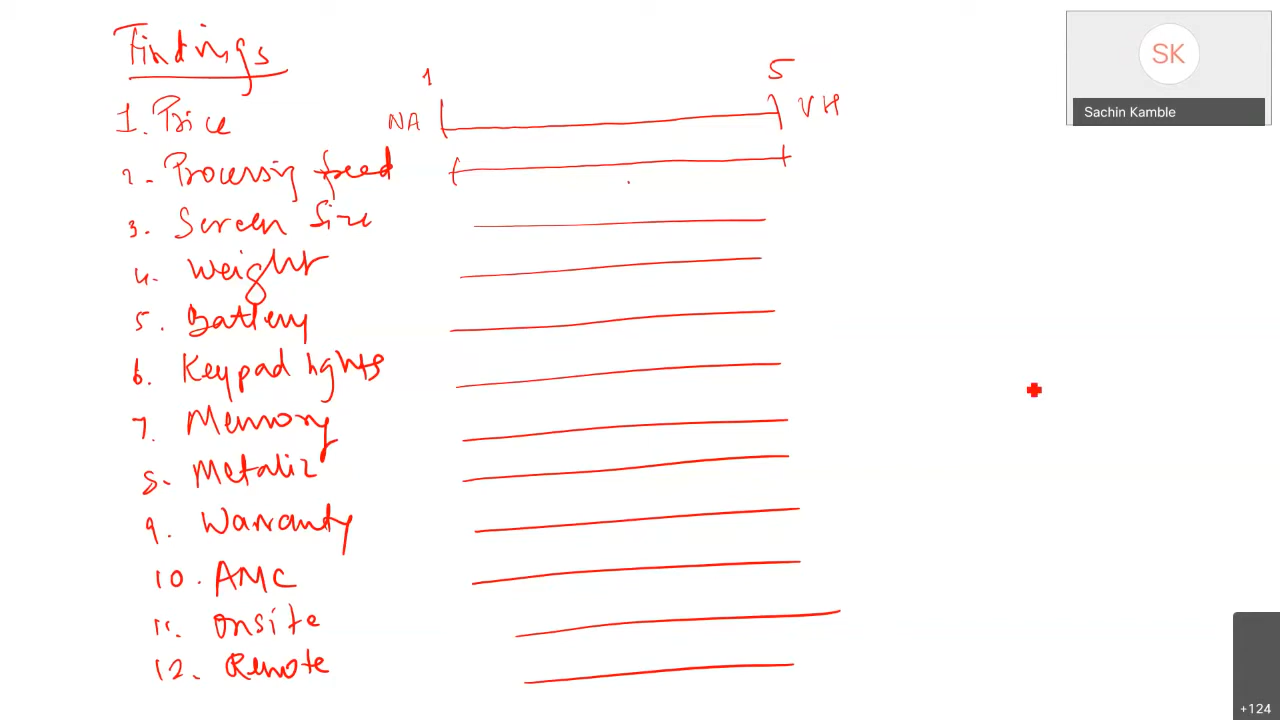 Findings
1 5
1. Price NA VH
2. Processing speed
3. Screen Size
4. Weight
5. Battery
6. Keypad lights
7. Memory
8. Metaliz
9. Warranty
10. AMC
11. Onsite
12. Remote
SK
Sachin Kamble
+124